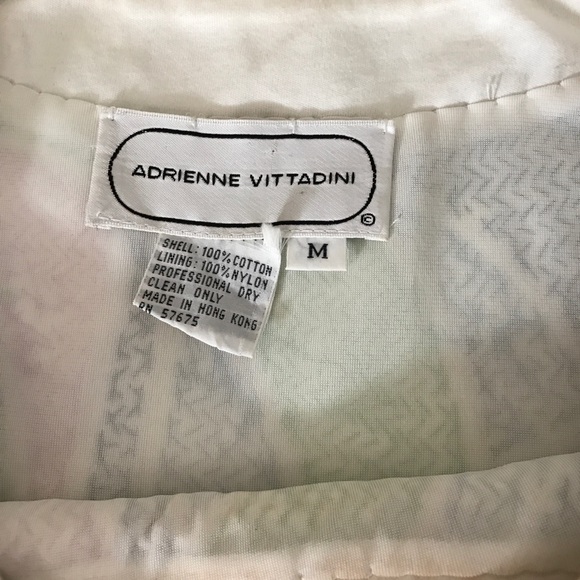 ADRIENNE VITTADINI
©
M
SHELL: 100% COTTON
LINING: 100% NYLON
PROFESSIONAL DRY
CLEAN ONLY
MADE IN HONG KONG
RN 57675